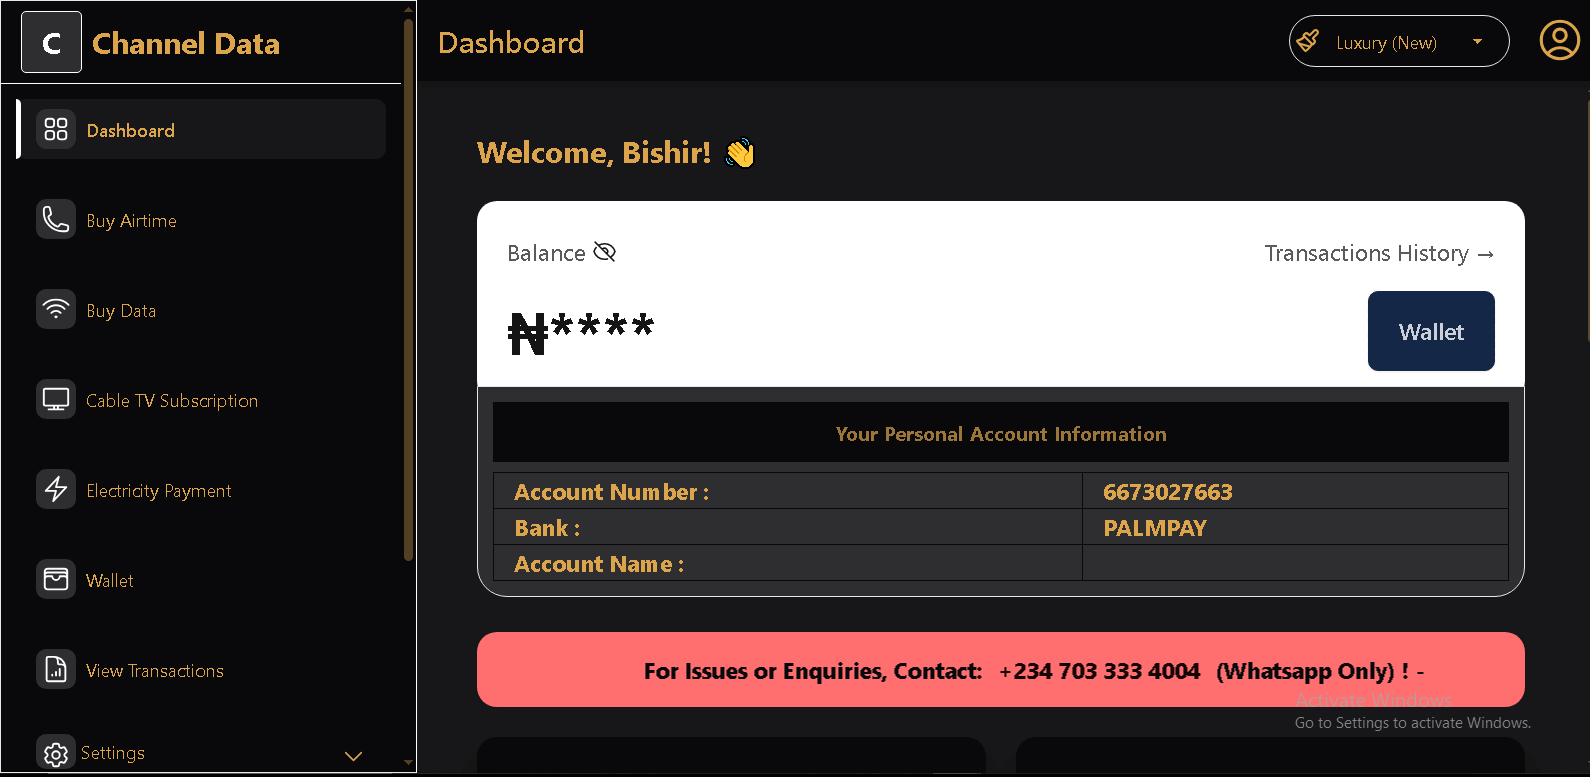 C Channel Data
Dashboard
Luxury (New)
Dashboard
Buy Airtime
Buy Data
Cable TV Subscription
Electricity Payment
Wallet
View Transactions
Settings
Welcome, Bishir! 👋
Balance
Transactions History →
₦****
Wallet
Your Personal Account Information
Account Number : 6673027663
Bank : PALMPAY
Account Name :
For Issues or Enquiries, Contact: +234 703 333 4004 (Whatsapp Only) ! -
Activate Windows
Go to Settings to activate Windows.